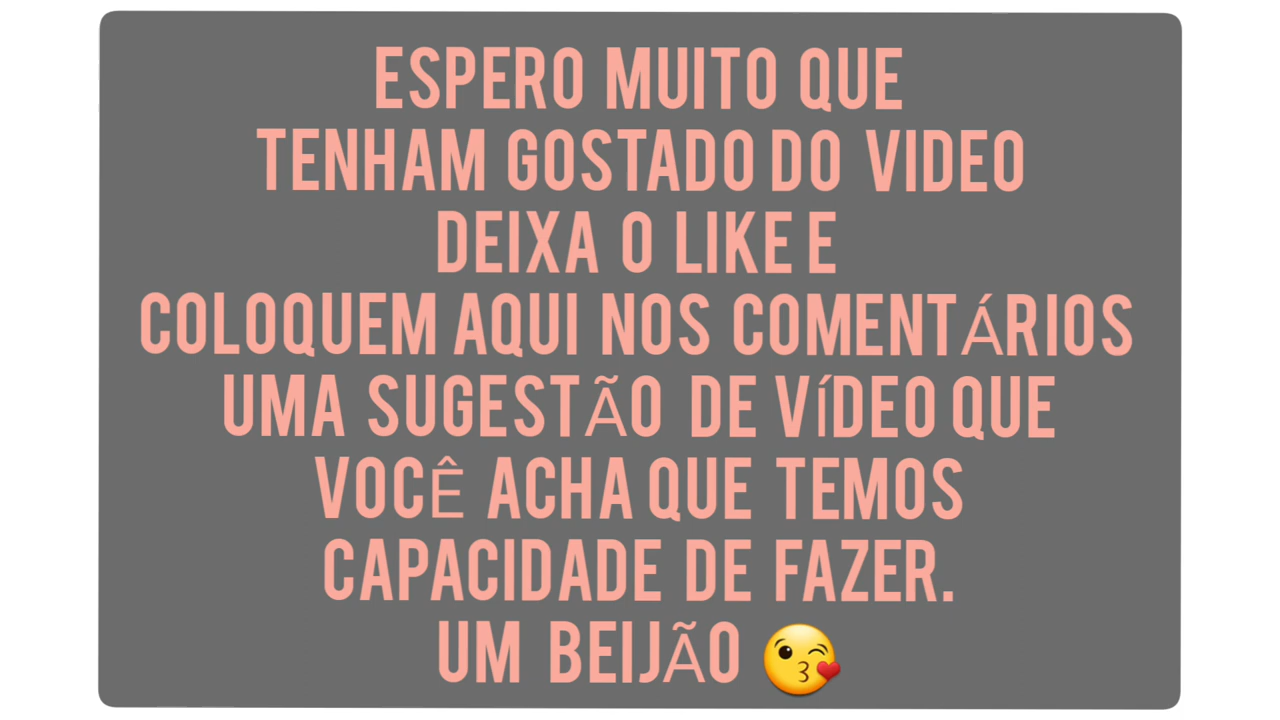 ESPERO MUITO QUE
TENHAM GOSTADO DO VIDEO
DEIXA O LIKE E
COLOQUEM AQUI NOS COMENTÁRIOS
UMA SUGESTÃO DE VÍDEO QUE
VOCÊ ACHA QUE TEMOS
CAPACIDADE DE FAZER.
UM BEIJÃO 😘